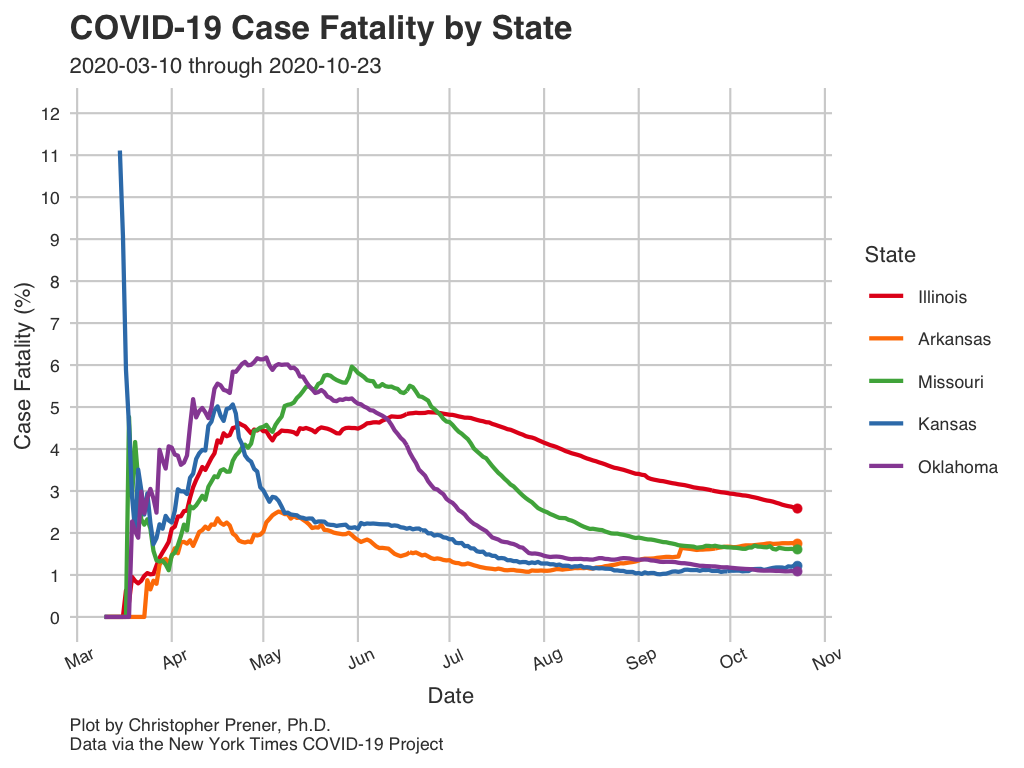 COVID-19 Case Fatality by State
2020-03-10 through 2020-10-23
12
11
10
9
8
7
6
5
4
3
2
1
0
Case Fatality (%)
Mar
Apr
May
Jun
Jul
Aug
Sep
Oct
Nov
Date
State
Illinois
Arkansas
Missouri
Kansas
Oklahoma
Plot by Christopher Prener, Ph.D.
Data via the New York Times COVID-19 Project